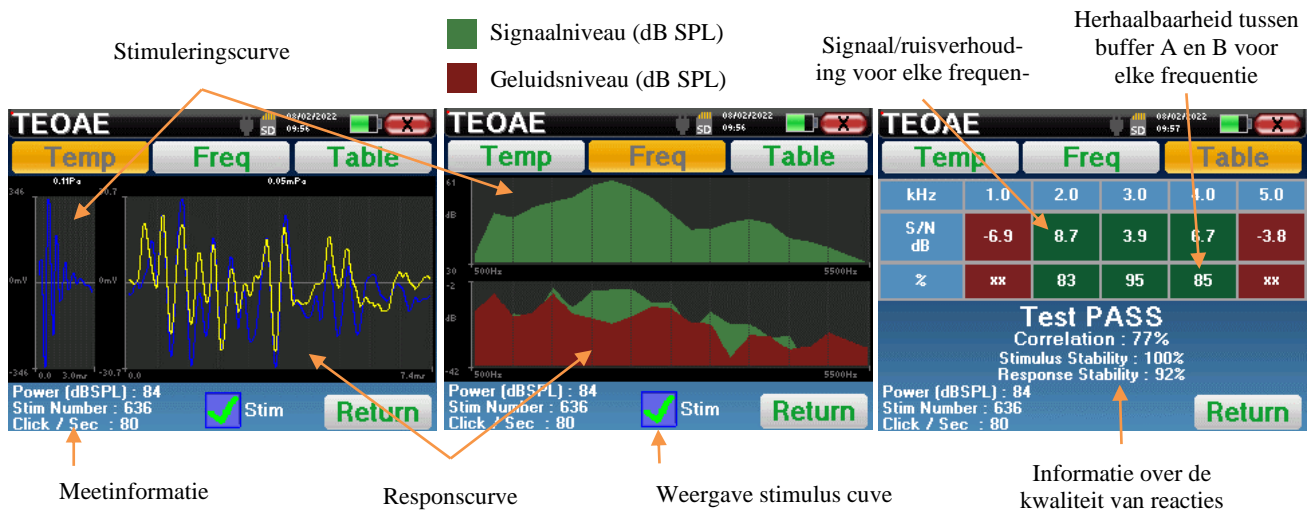 Stimuleringscurve
Signaalniveau (dB SPL)
Geluidsniveau (dB SPL)
Signaal/ruisverhoud-
ing voor elke frequen-
Herhaalbaarheid tussen
buffer A en B voor
elke frequentie
TEOAE
SD
08/02/2022
09:56
X
Temp
Freq
Table
0.11Pa
0.05mPa
346
30.7
0mV
0mV
-346
-30.7
0.0
3.0ms
0.0
7.4ms
Power (dBSPL) : 84
Stim Number : 636
Click / Sec : 80
Stim
Return
TEOAE
SD
08/02/2022
09:56
X
Temp
Freq
Table
61
dB
30
500Hz
5500Hz
-2
dB
-42
500Hz
5500Hz
Power (dBSPL) : 84
Stim Number : 636
Click / Sec : 80
Stim
Return
TEOAE
SD
08/02/2022
09:57
X
Temp
Freq
Table
kHz 1.0 2.0 3.0 4.0 5.0
S/N
dB
-6.9 8.7 3.9 6.7 -3.8
% xx 83 95 85 xx
Test PASS
Correlation : 77%
Stimulus Stability : 100%
Response Stability : 92%
Power (dBSPL) : 84
Stim Number : 636
Click / Sec : 80
Return
Meetinformatie
Responscurve
Weergave stimulus cuve
Informatie over de
kwaliteit van reacties